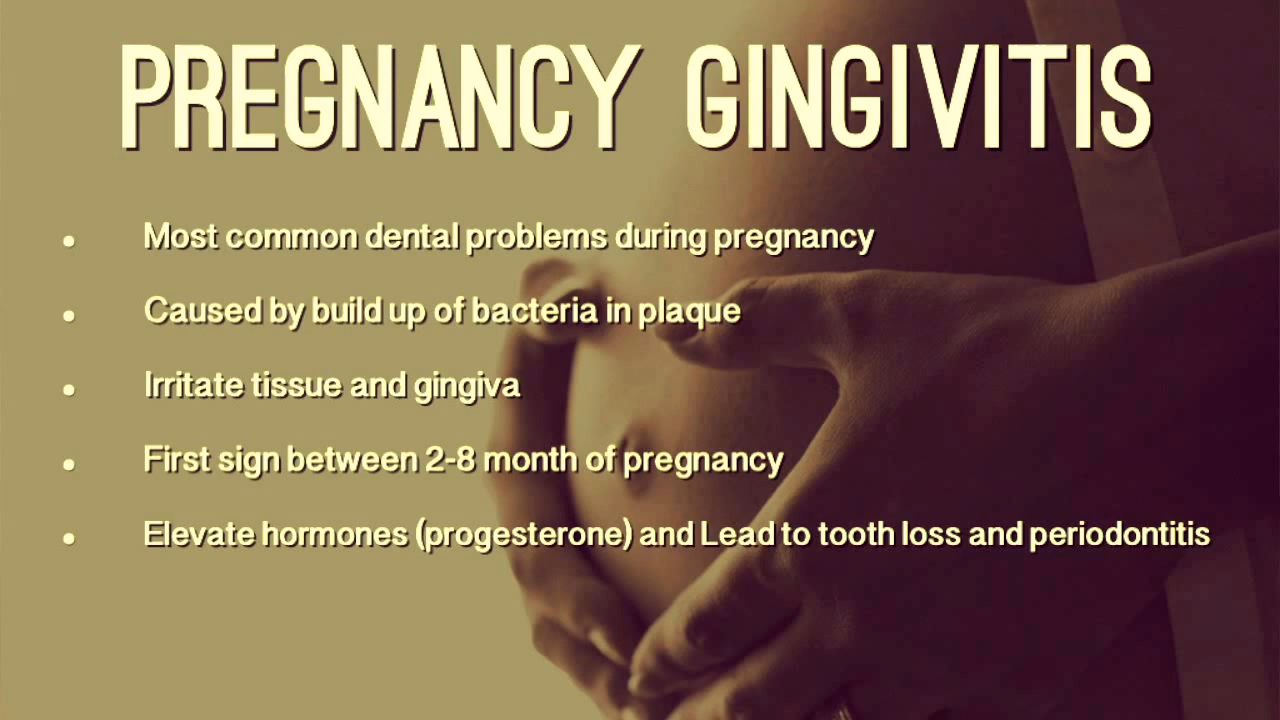 PREGNANCY GINGIVITIS
• Most common dental problems during pregnancy
• Caused by build up of bacteria in plaque
• Irritate tissue and gingiva
• First sign between 2-8 month of pregnancy
• Elevate hormones (progesterone) and Lead to tooth loss and periodontitis